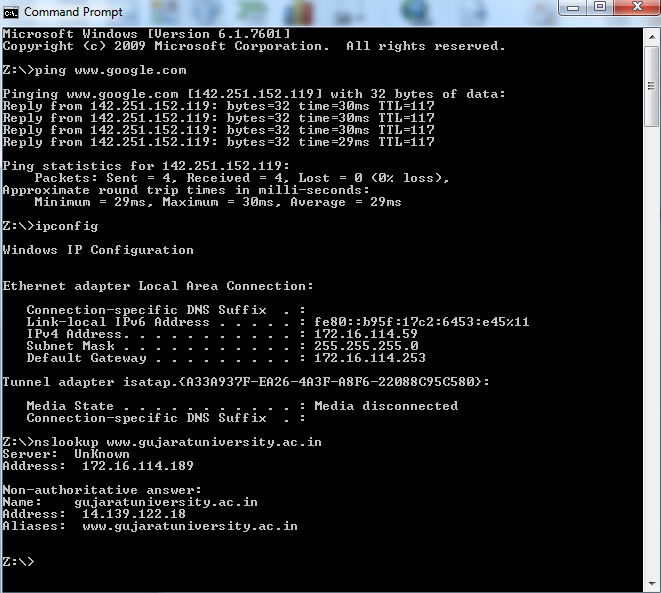 Command Prompt
Microsoft Windows [Version 6.1.7601]
Copyright (c) 2009 Microsoft Corporation.  All rights reserved.

Z:\>ping www.google.com

Pinging www.google.com [142.251.152.119] with 32 bytes of data:
Reply from 142.251.152.119: bytes=32 time=30ms TTL=117
Reply from 142.251.152.119: bytes=32 time=30ms TTL=117
Reply from 142.251.152.119: bytes=32 time=30ms TTL=117
Reply from 142.251.152.119: bytes=32 time=29ms TTL=117

Ping statistics for 142.251.152.119:
    Packets: Sent = 4, Received = 4, Lost = 0 (0% loss),
Approximate round trip times in milli-seconds:
    Minimum = 29ms, Maximum = 30ms, Average = 29ms

Z:\>ipconfig

Windows IP Configuration


Ethernet adapter Local Area Connection:

   Connection-specific DNS Suffix  . :
   Link-local IPv6 Address . . . . . : fe80::b95f:17c2:6453:e45%11
   IPv4 Address. . . . . . . . . . . : 172.16.114.59
   Subnet Mask . . . . . . . . . . . : 255.255.255.0
   Default Gateway . . . . . . . . . : 172.16.114.253

Tunnel adapter isatap.{A33A937F-EA26-4A3F-A8F6-22088C95C580}:

   Media State . . . . . . . . . . . : Media disconnected
   Connection-specific DNS Suffix  . :

Z:\>nslookup www.gujaratuniversity.ac.in
Server:  UnKnown
Address:  172.16.114.189

Non-authoritative answer:
Name:    gujaratuniversity.ac.in
Address:  14.139.122.18
Aliases:  www.gujaratuniversity.ac.in


Z:\>